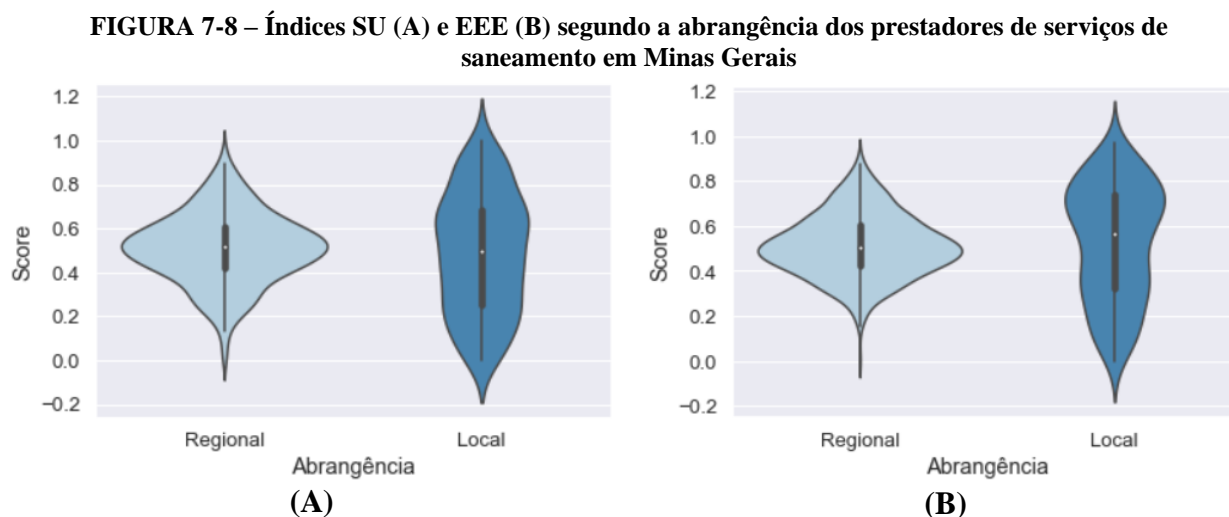 FIGURA 7-8 – Índices SU (A) e EEE (B) segundo a abrangência dos prestadores de serviços de
saneamento em Minas Gerais
1.2
1.0
0.8
0.6
0.4
0.2
0.0
−0.2
Score
Regional
Local
Abrangência
(A)
1.2
1.0
0.8
0.6
0.4
0.2
0.0
−0.2
Score
Regional
Local
Abrangência
(B)